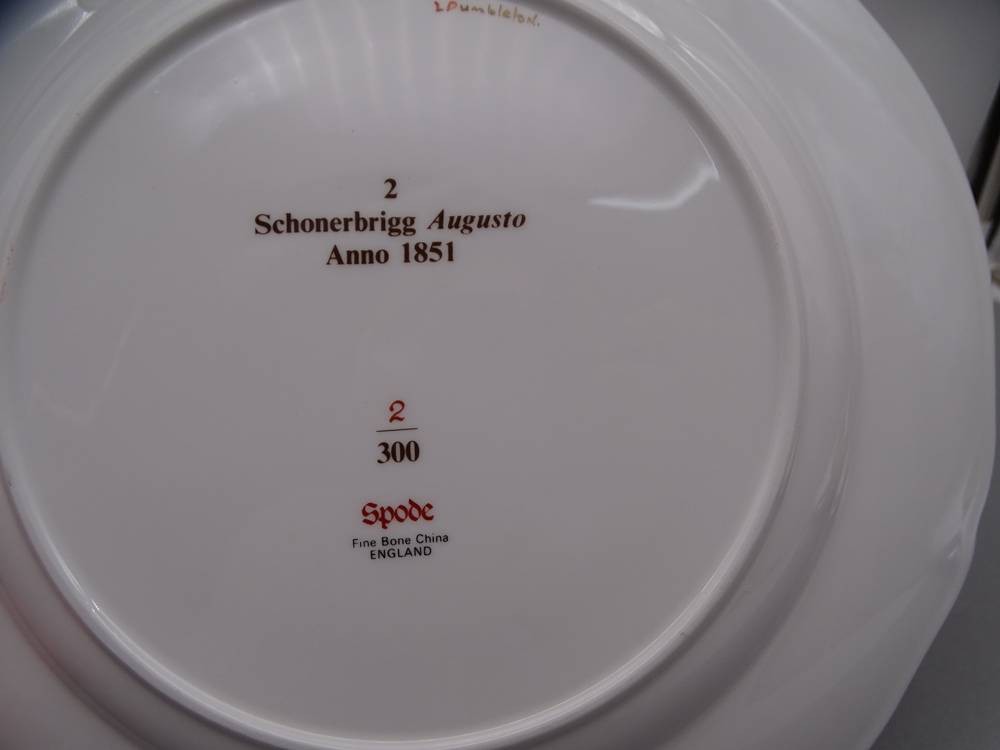 2
Schonerbrigg Augusto
Anno 1851
2
300
Spode
Fine Bone China
ENGLAND